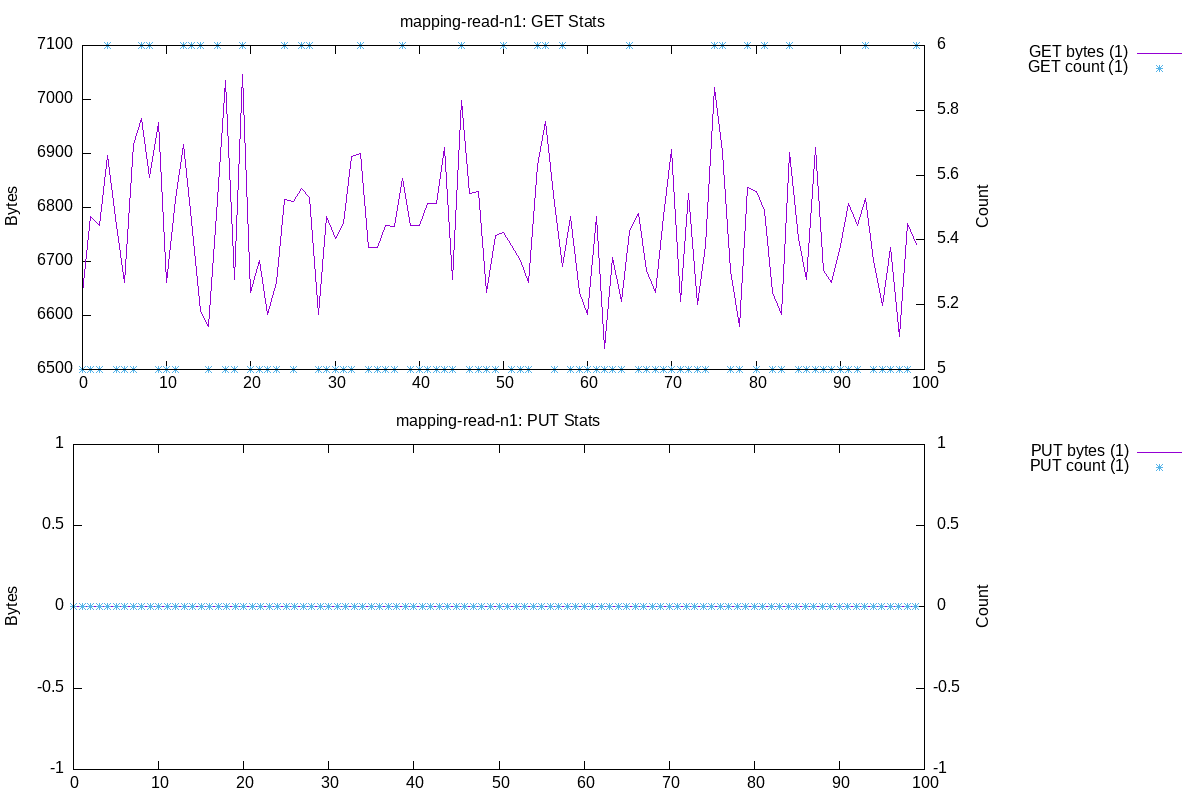 mapping-read-n1: GET Stats
7100
7000
6900
6800
6700
6600
6500
Bytes
0 10 20 30 40 50 60 70 80 90 100
6
5.8
5.6
5.4
5.2
5
Count
GET bytes (1)
GET count (1)
mapping-read-n1: PUT Stats
1
0.5
0
-0.5
-1
Bytes
0 10 20 30 40 50 60 70 80 90 100
1
0.5
0
-0.5
-1
Count
PUT bytes (1)
PUT count (1)